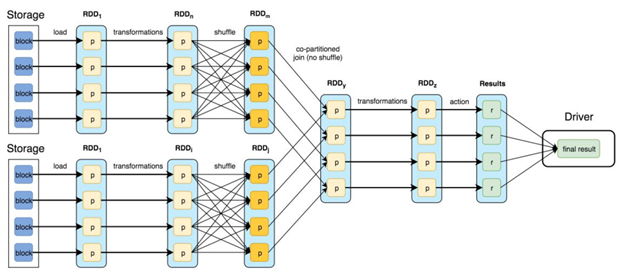 Storage
RDD1
RDDn
RDDm
load
transformations
shuffle
block
p
p
p
block
p
p
p
block
p
p
p
block
p
p
p
co-partitioned
join (no shuffle)
RDDy
RDDz
Results
transformations
action
p
p
r
p
p
r
p
p
r
p
p
r
Driver
final result
Storage
RDD1
RDDi
RDDj
load
transformations
shuffle
block
p
p
p
block
p
p
p
block
p
p
p
block
p
p
p